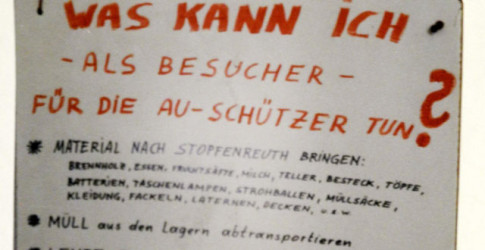 WAS KANN ICH
- ALS BESUCHER -
FÜR DIE AU-SCHÜTZER TUN?
* MATERIAL NACH STOPFENREUTH BRINGEN:
BRENNHOLZ, ESSEN, FRUCHTSÄFTE, MILCH, TELLER, BESTECK, TÖPFE,
BATTERIEN, TASCHENLAMPEN, STROHBALLEN, MÜLLSÄCKE,
KLEIDUNG, FACKELN, LATERNEN, DECKEN, u.s.w.
* MÜLL aus den Lagern abtransportieren